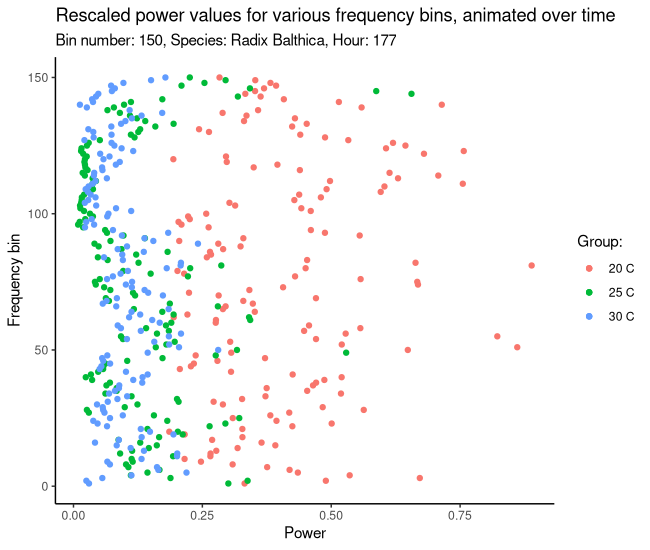 Rescaled power values for various frequency bins, animated over time
Bin number: 150, Species: Radix Balthica, Hour: 177
150
100
50
0
Frequency bin
0.00 0.25 0.50 0.75
Power
Group:
20 C
25 C
30 C